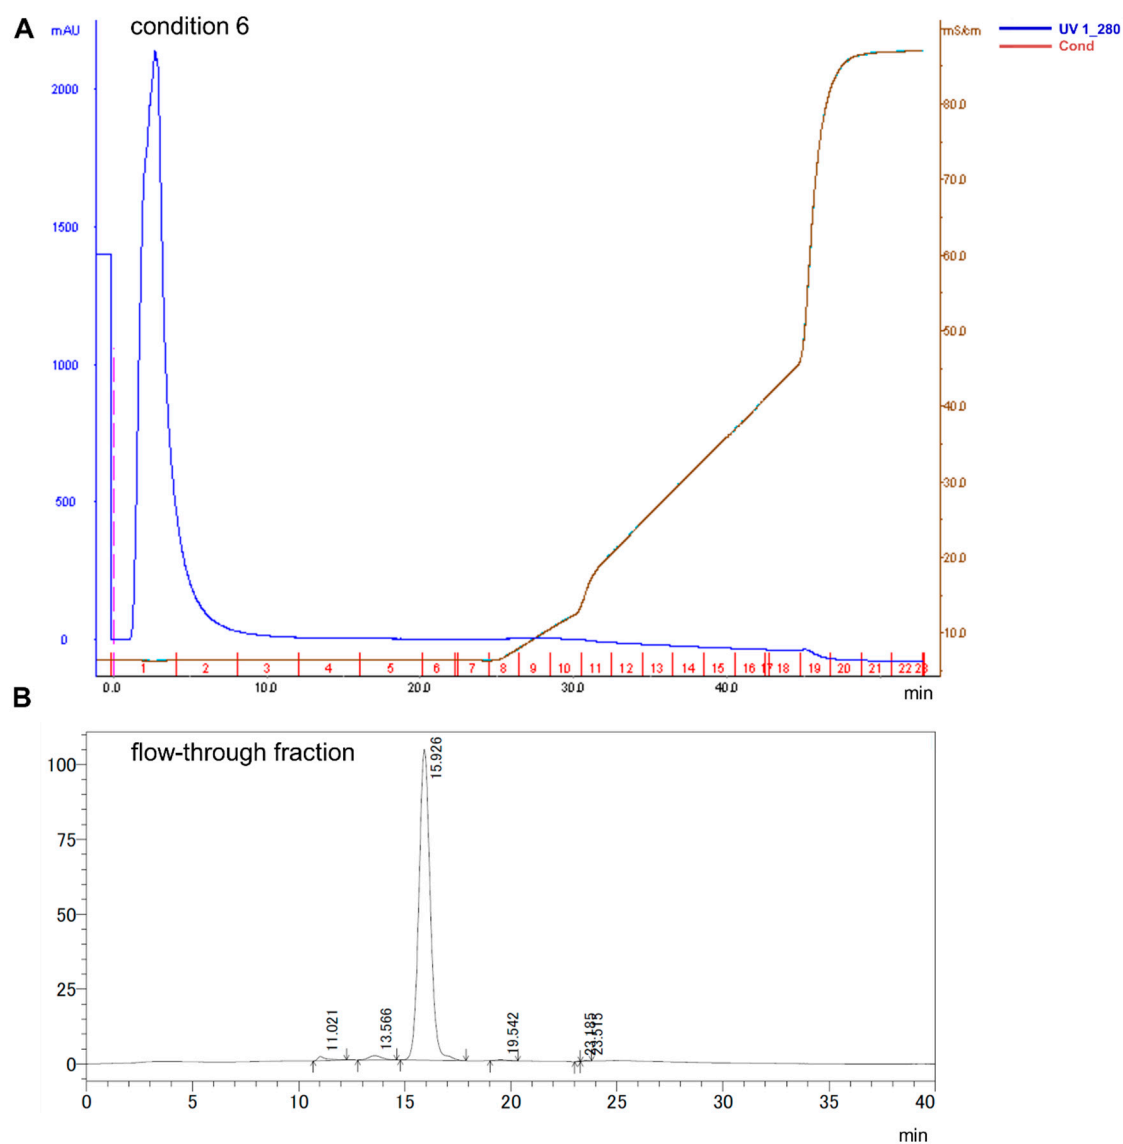 A
mAU
condition 6
mS/cm
UV 1_280
Cond
2000
1500
1000
500
0
80.0
70.0
60.0
50.0
40.0
30.0
20.0
10.0
1 2 3 4 5 6 7 8 9 10 11 12 13 14 15 16 17 18 19 20 21 22 23
0.0 10.0 20.0 30.0 40.0 min
B
flow-through fraction
100
75
50
25
0
11.021
13.566
15.926
19.542
23.185
23.515
0 5 10 15 20 25 30 35 40
min